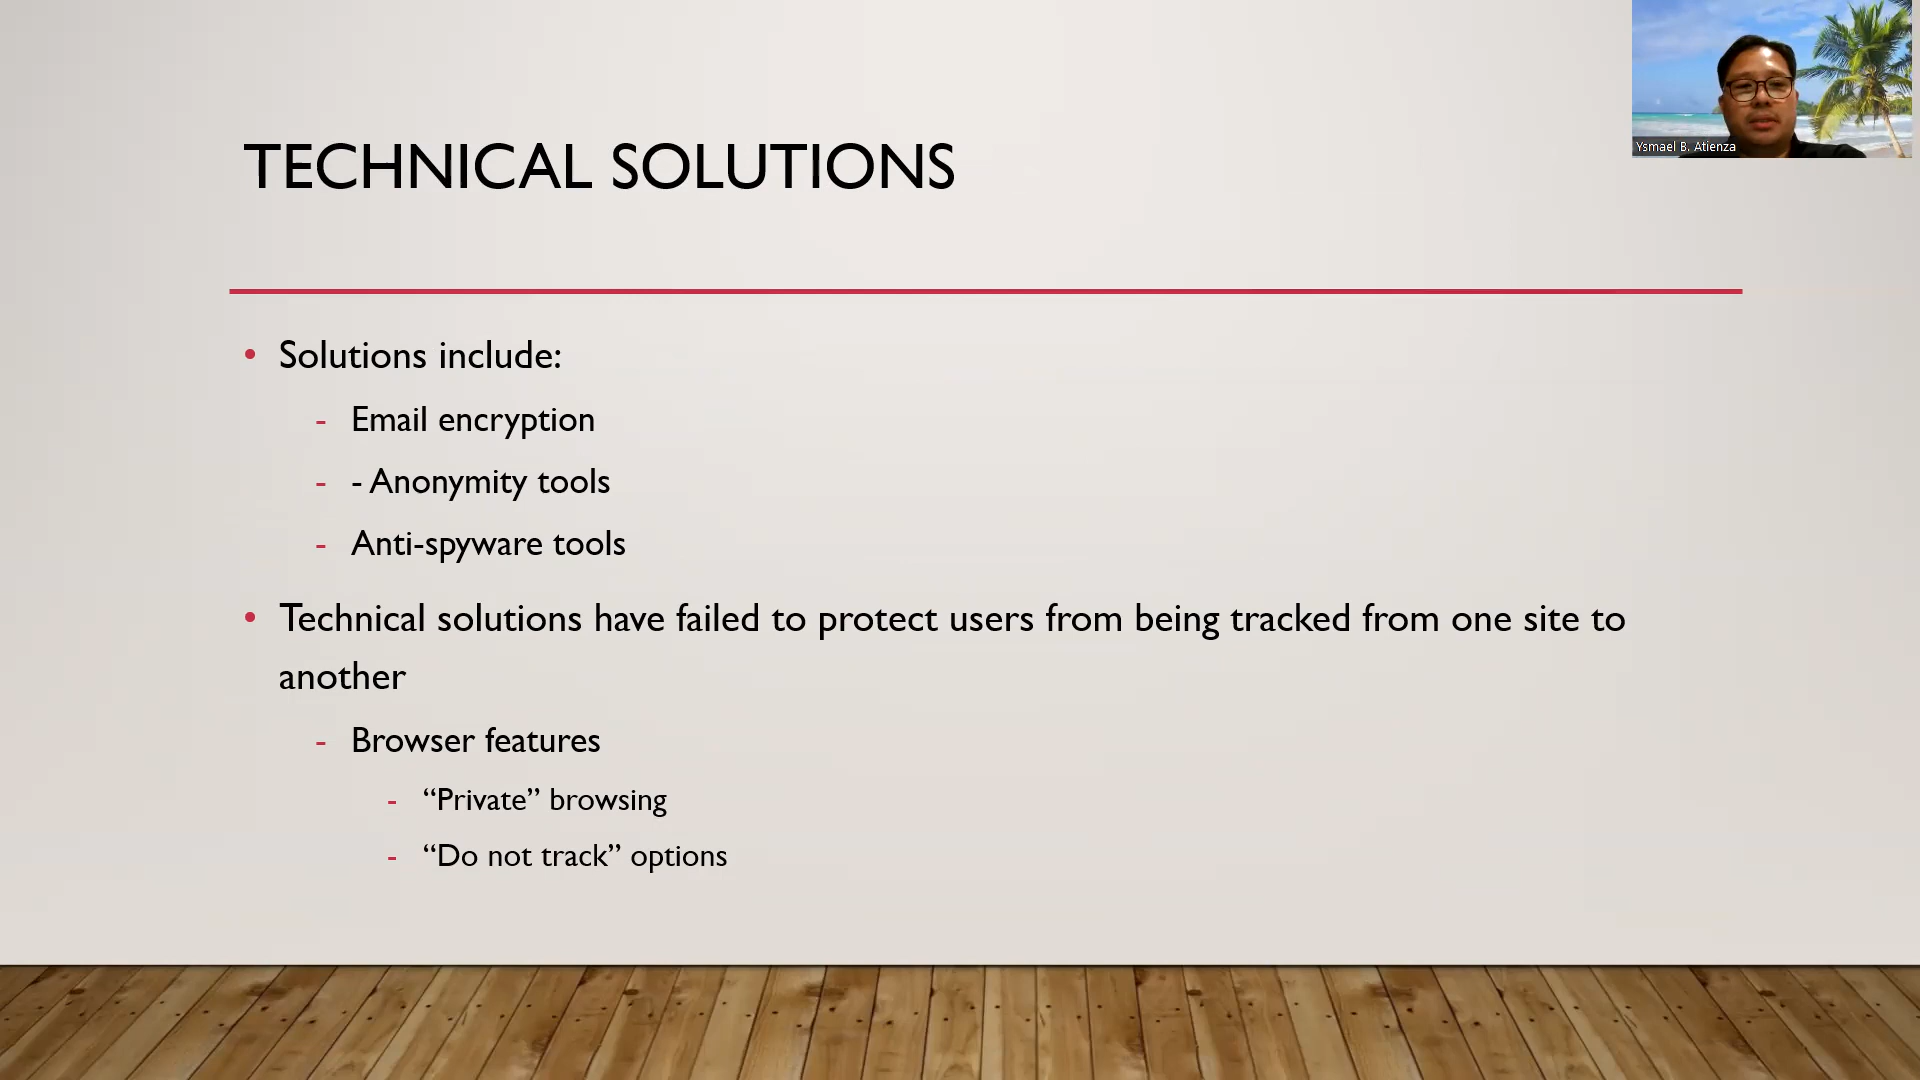 Ysmael B. Atienza
TECHNICAL SOLUTIONS
• Solutions include:
- Email encryption
- - Anonymity tools
- Anti-spyware tools
• Technical solutions have failed to protect users from being tracked from one site to
another
- Browser features
- “Private” browsing
- “Do not track” options